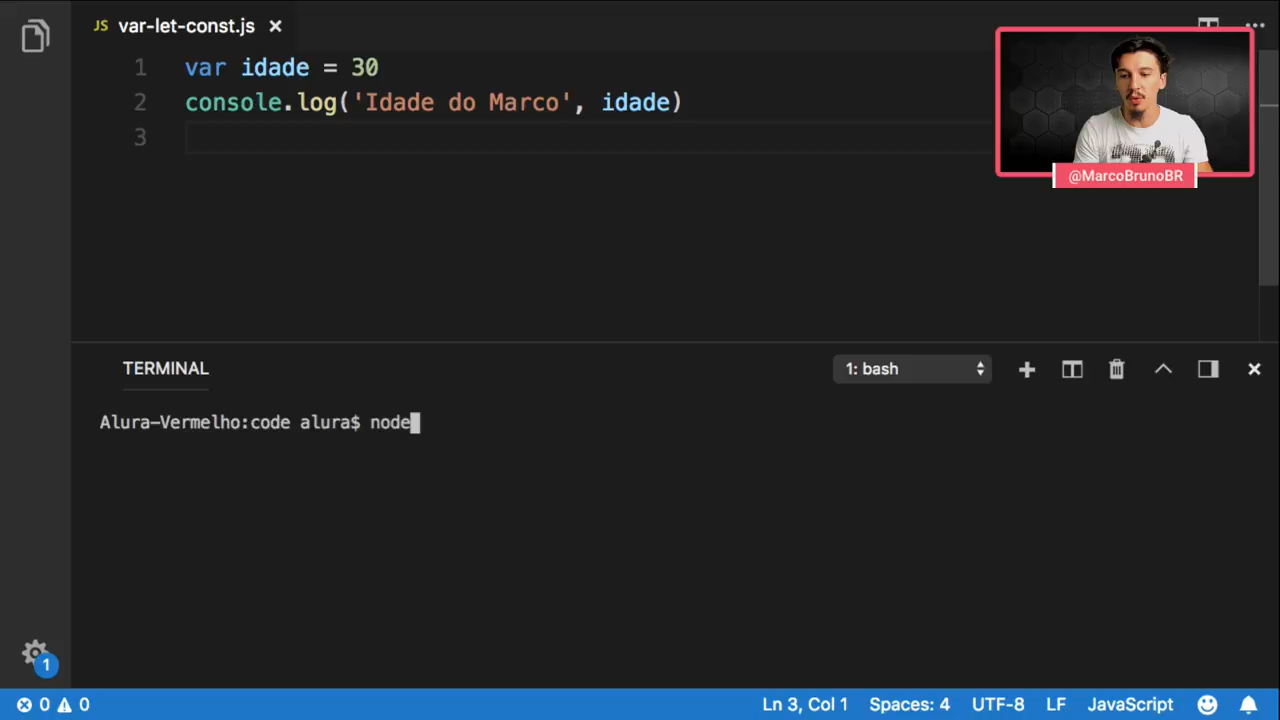 JS var-let-const.js
1 var idade = 30
2 console.log('Idade do Marco', idade)
3
@MarcoBrunoBR
TERMINAL
1: bash
Alura-Vermelho:code alura$ node
1
0 0
Ln 3, Col 1
Spaces: 4
UTF-8
LF
JavaScript